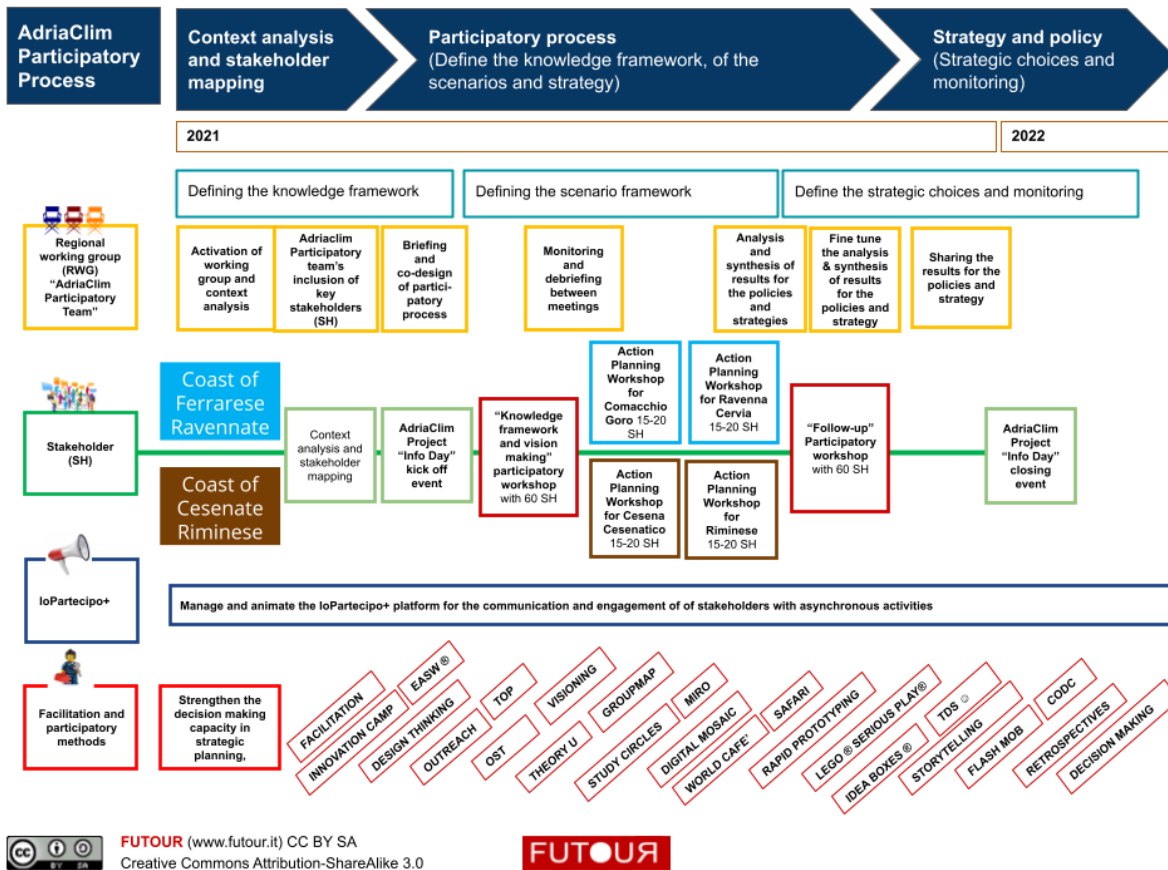 AdriaClim
Participatory
Process
Context analysis
and stakeholder
mapping
Participatory process
(Define the knowledge framework, of the
scenarios and strategy)
Strategy and policy
(Strategic choices and
monitoring)
2021
2022
Defining the knowledge framework
Defining the scenario framework
Define the strategic choices and monitoring
Regional
working group
(RWG)
“AdriaClim
Participatory
Team”
Activation of
working
group and
context
analysis
Adriaclim
Participatory
team’s
inclusion of
key
stakeholders
(SH)
Briefing
and
co-design
of partici-
patory
process
Monitoring
and
debriefing
between
meetings
Analysis
and
synthesis of
results for
the policies
and
strategies
Fine tune
the analysis
& synthesis
of results
for the
policies and
strategy
Sharing the
results for the
policies and
strategy
Stakeholder
(SH)
Coast of
Ferrarese
Ravennate
Coast of
Cesenate
Riminese
Context
analysis and
stakeholder
mapping
AdriaClim
Project
“Info Day”
kick off
event
“Knowledge
framework
and vision
making”
participatory
workshop
with 60 SH
Action
Planning
Workshop
for
Comacchio
Goro 15-20
SH
Action
Planning
Workshop
for Ravenna
Cervia
15-20 SH
Action
Planning
Workshop
for Cesena
Cesenatico
15-20 SH
Action
Planning
Workshop
for
Riminese
15-20 SH
“Follow-up”
Participatory
workshop
with 60 SH
AdriaClim
Project
“Info Day”
closing
event
IoPartecipo+
Manage and animate the IoPartecipo+ platform for the communication and engagement of of stakeholders with asynchronous activities
Facilitation and
participatory
methods
Strengthen the
decision making
capacity in
strategic
planning,
FACILITATION
INNOVATION CAMP
EASW ®
DESIGN THINKING
OUTREACH
TOP
OST
VISIONING
THEORY U
GROUPMAP
STUDY CIRCLES
MIRO
DIGITAL MOSAIC
WORLD CAFE’
SAFARI
RAPID PROTOTYPING
LEGO ® SERIOUS PLAY®
IDEA BOXES ®
TDS ☺
STORYTELLING
FLASH MOB
CODC
RETROSPECTIVES
DECISION MAKING
cc
BY SA
FUTOUR (www.futour.it) CC BY SA
Creative Commons Attribution-ShareAlike 3.0
FUTOUR